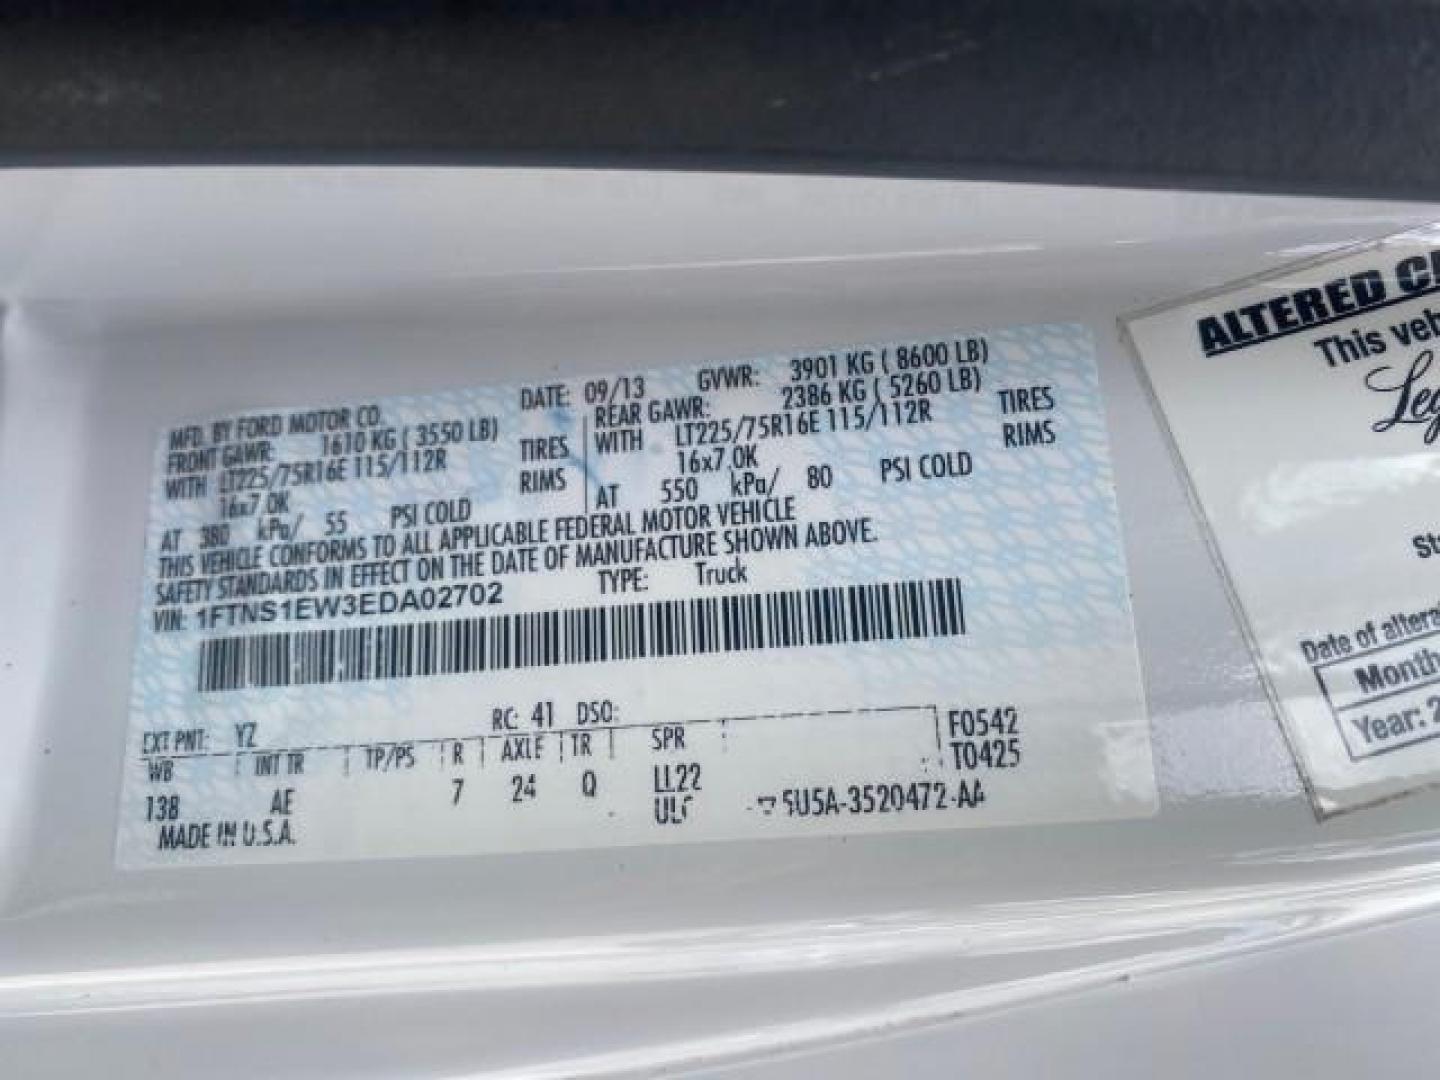 MFD. BY FORD MOTOR CO.
DATE: 09/13 GVWR: 3901 KG ( 8600 LB)
FRONT GAWR: 1610 KG ( 3550 LB) REAR GAWR: 2386 KG ( 5260 LB)
WITH LT225/75R16E 115/112R TIRES WITH LT225/75R16E 115/112R TIRES
16x7.0K RIMS 16x7.0K RIMS
AT 380 kPa/ 55 PSI COLD AT 550 kPa/ 80 PSI COLD
THIS VEHICLE CONFORMS TO ALL APPLICABLE FEDERAL MOTOR VEHICLE
SAFETY STANDARDS IN EFFECT ON THE DATE OF MANUFACTURE SHOWN ABOVE.
VIN: 1FTNS1EW3EDA02702 TYPE: Truck
EXT PNT: YZ RC: 41 DSO: F0542
WB INT TR TP/PS R AXLE TR SPR T0425
138 AE 7 24 Q LL22
MADE IN U.S.A. 5U5A-3520472-AA
ALTERED
This
Date of
Month
Year: 2